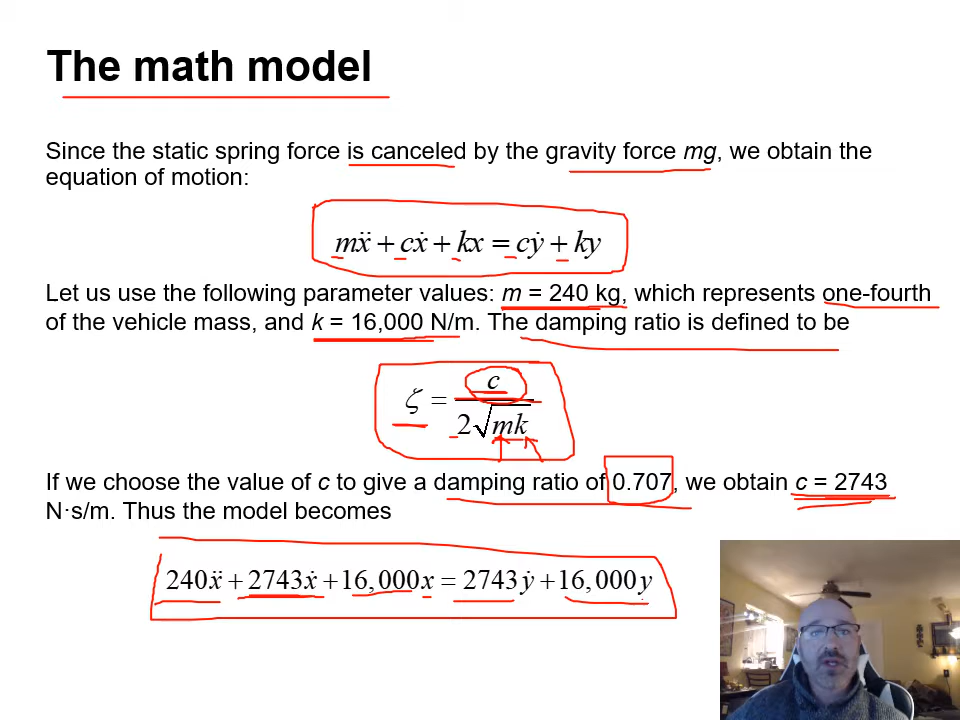 The math model
Since the static spring force is canceled by the gravity force mg, we obtain the
equation of motion:
mẍ + cẋ + kx = cẏ + ky
Let us use the following parameter values: m = 240 kg, which represents one-fourth
of the vehicle mass, and k = 16,000 N/m. The damping ratio is defined to be
ζ = c / 2√mk
If we choose the value of c to give a damping ratio of 0.707, we obtain c = 2743
N·s/m. Thus the model becomes
240ẍ + 2743ẋ + 16,000x = 2743ẏ + 16,000y